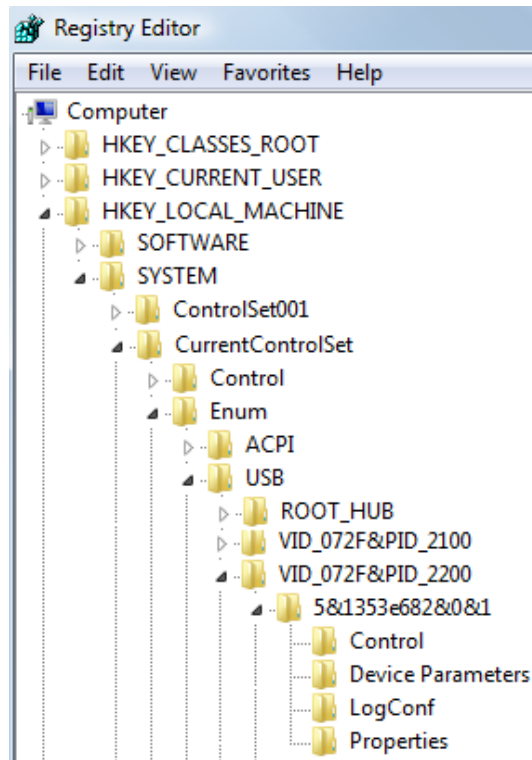 Registry Editor
File Edit View Favorites Help
Computer
HKEY_CLASSES_ROOT
HKEY_CURRENT_USER
HKEY_LOCAL_MACHINE
SOFTWARE
SYSTEM
ControlSet001
CurrentControlSet
Control
Enum
ACPI
USB
ROOT_HUB
VID_072F&PID_2100
VID_072F&PID_2200
5&1353e682&0&1
Control
Device Parameters
LogConf
Properties